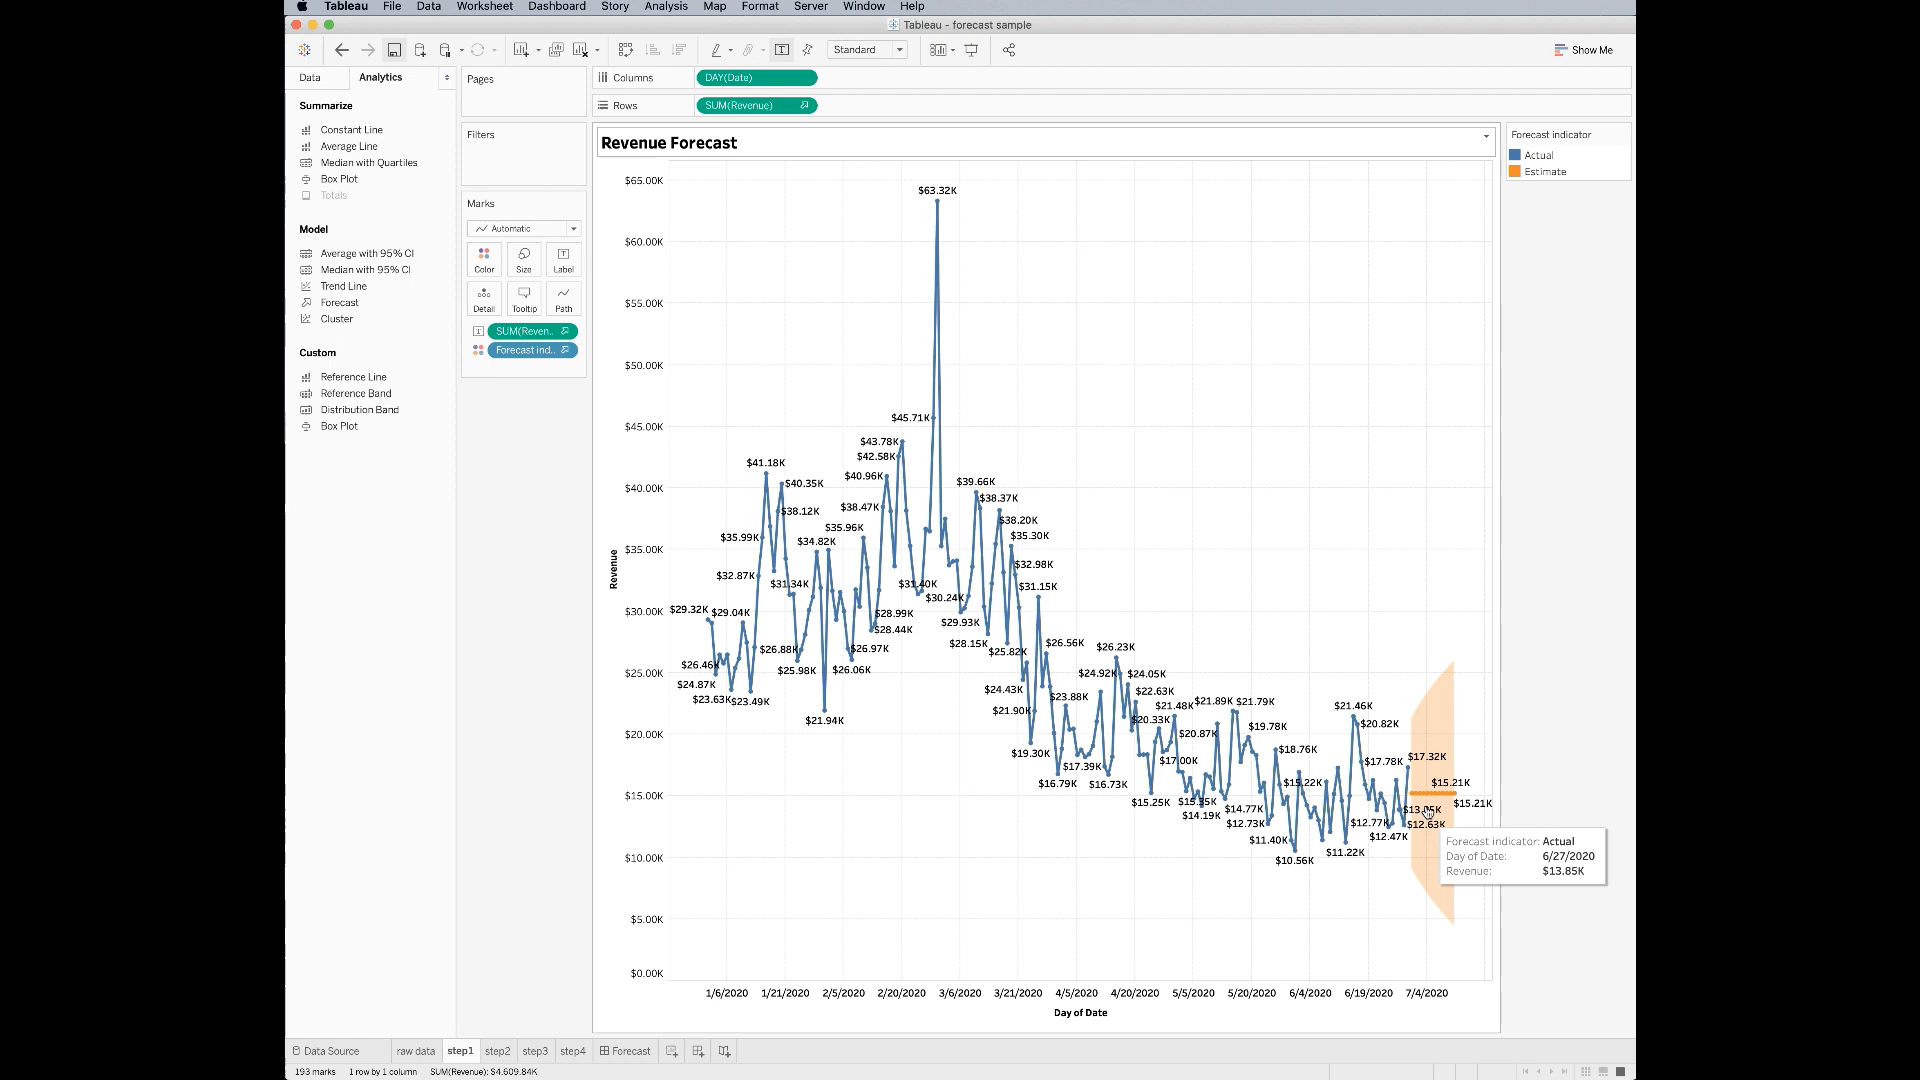 Tableau File Data Worksheet Dashboard Story Analysis Map Format Server Window Help
Tableau - forecast sample
Standard
Show Me
Data Analytics
Pages
Columns DAY(Date)
Rows SUM(Revenue)
Summarize
Constant Line
Average Line
Median with Quartiles
Box Plot
Totals
Model
Average with 95% CI
Median with 95% CI
Trend Line
Forecast
Cluster
Custom
Reference Line
Reference Band
Distribution Band
Box Plot
Filters
Marks
Automatic
Color Size Label
Detail Tooltip Path
SUM(Reven..
Forecast ind..
Revenue Forecast
Forecast indicator
Actual
Estimate
$65.00K
$60.00K
$55.00K
$50.00K
$45.00K
$40.00K
$35.00K
$30.00K
$25.00K
$20.00K
$15.00K
$10.00K
$5.00K
$0.00K
Revenue
$63.32K
$45.71K
$43.78K
$42.58K
$41.18K
$40.96K
$40.35K
$39.66K
$38.37K
$38.47K
$38.12K
$38.20K
$35.96K
$35.99K
$35.30K
$34.82K
$32.98K
$32.87K
$31.34K
$31.40K
$31.15K
$30.24K
$29.32K
$29.04K
$28.99K
$29.93K
$28.44K
$28.15K
$26.56K
$26.88K
$26.97K
$25.82K
$26.23K
$26.46K
$25.98K
$26.06K
$24.92K
$24.05K
$24.87K
$24.43K
$22.63K
$23.63K
$23.49K
$23.88K
$21.89K
$21.79K
$21.48K
$21.46K
$21.90K
$21.94K
$20.33K
$20.82K
$19.78K
$20.87K
$19.30K
$18.76K
$17.32K
$17.00K
$17.78K
$17.39K
$16.79K
$16.73K
$15.22K
$15.21K
$15.25K
$15.35K
$15.21K
$14.77K
$14.19K
$12.73K
$12.77K
$12.63K
$12.47K
$11.40K
$11.22K
$10.56K
Forecast indicator: Actual
Day of Date: 6/27/2020
Revenue: $13.85K
1/6/2020 1/21/2020 2/5/2020 2/20/2020 3/6/2020 3/21/2020 4/5/2020 4/20/2020 5/5/2020 5/20/2020 6/4/2020 6/19/2020 7/4/2020
Day of Date
Data Source raw data step1 step2 step3 step4 Forecast
193 marks 1 row by 1 column SUM(Revenue): $4,609.84K